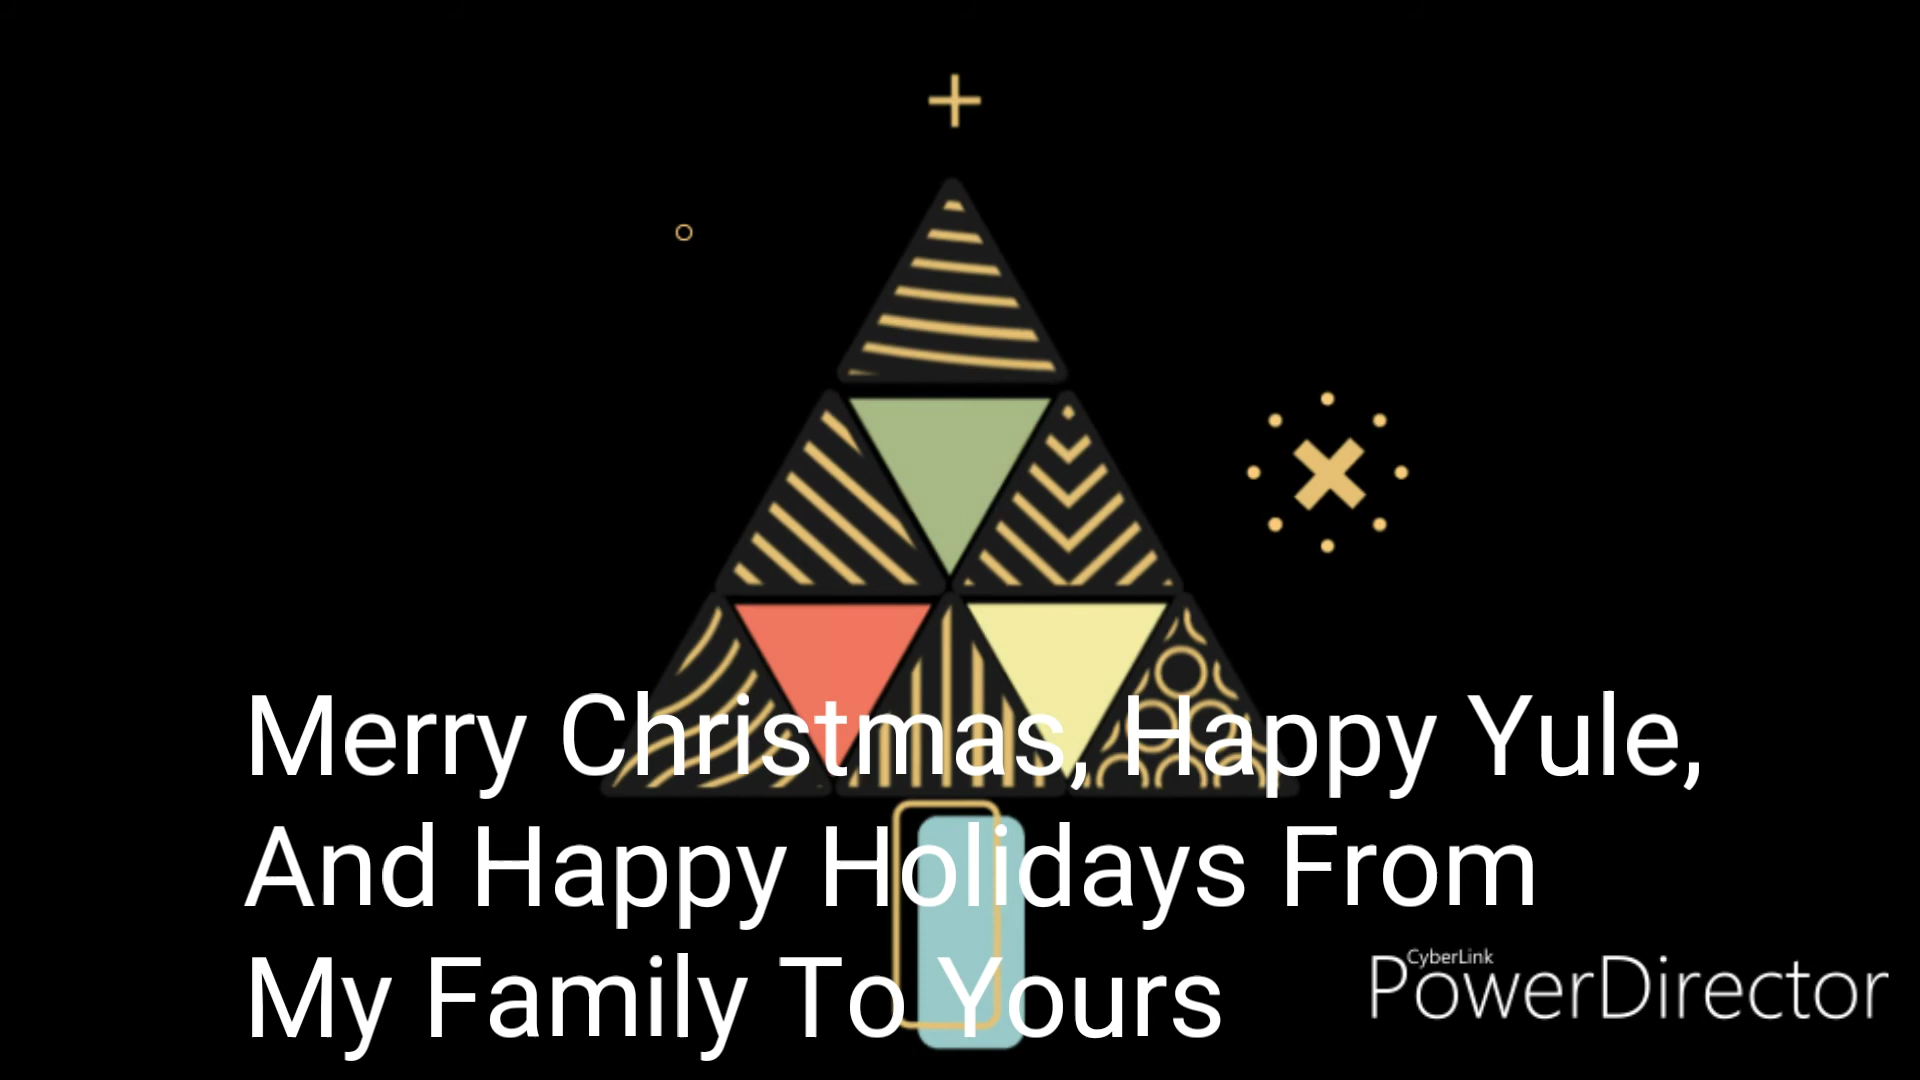 Merry Christmas, Happy Yule,
And Happy Holidays From
My Family To Yours
CyberLink
PowerDirector